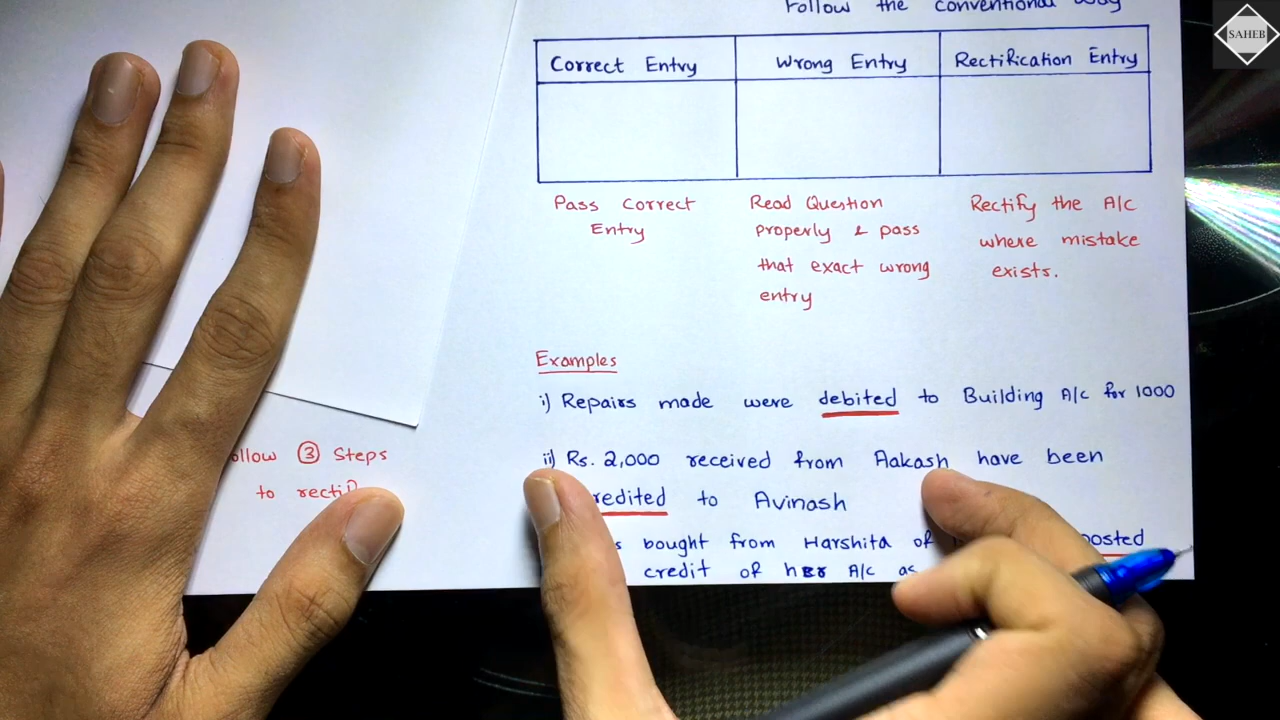 Follow the conventional way
SAHEB
Correct Entry Wrong Entry Rectification Entry
Pass Correct Entry
Read Question properly & pass that exact wrong entry
Rectify the A/c where mistake exists.
Examples
i) Repairs made were debited to Building A/c for 1000
ii) Rs. 2,000 received from Aakash have been
to Avinash
bought from Harshita of posted
credit of her A/c as
③ Steps
to